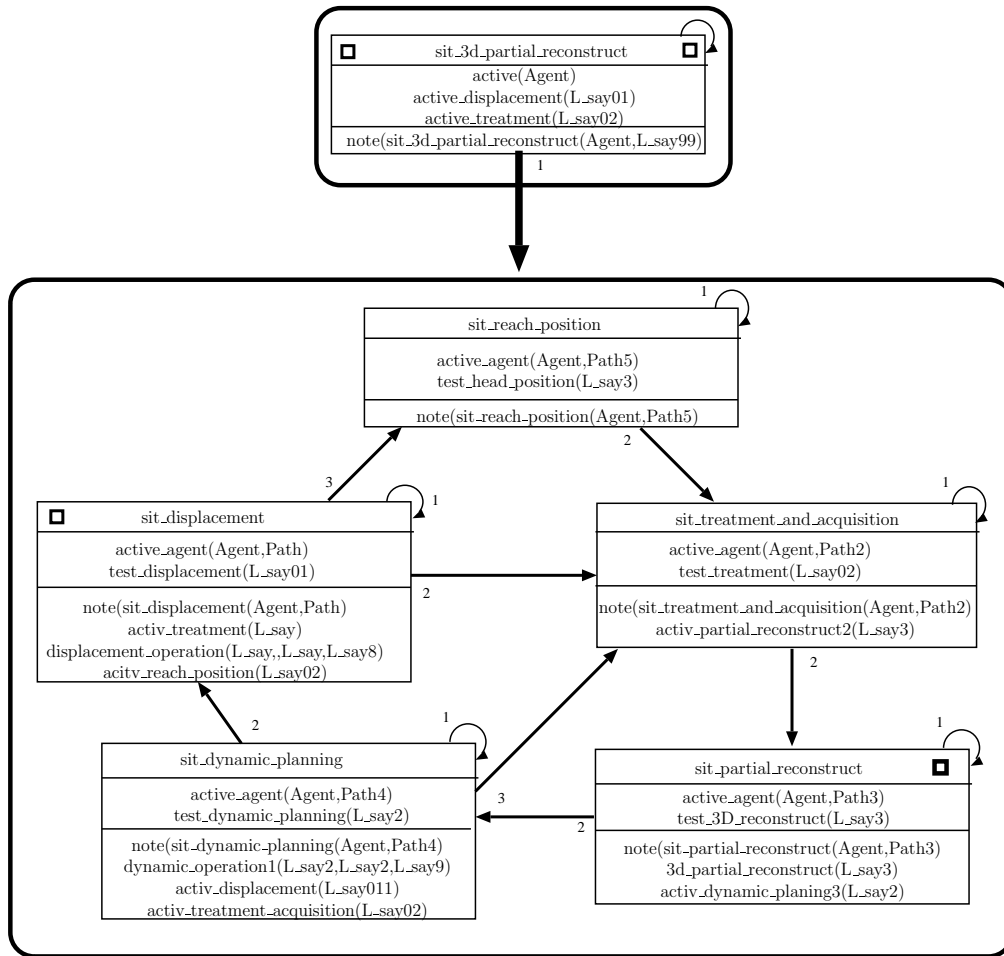 sit_3d_partial_reconstruct
active(Agent)
active_displacement(L_say01)
active_treatment(L_say02)
note(sit_3d_partial_reconstruct(Agent,L_say99)
1
1
sit_reach_position
active_agent(Agent,Path5)
test_head_position(L_say3)
note(sit_reach_position(Agent,Path5)
2
3
1
sit_displacement
active_agent(Agent,Path)
test_displacement(L_say01)
note(sit_displacement(Agent,Path)
activ_treatment(L_say)
displacement_operation(L_say,,L_say,L_say8)
acitv_reach_position(L_say02)
2
1
sit_treatment_and_acquisition
active_agent(Agent,Path2)
test_treatment(L_say02)
note(sit_treatment_and_acquisition(Agent,Path2)
activ_partial_reconstruct2(L_say3)
2
2
1
sit_dynamic_planning
active_agent(Agent,Path4)
test_dynamic_planning(L_say2)
note(sit_dynamic_planning(Agent,Path4)
dynamic_operation1(L_say2,L_say2,L_say9)
activ_displacement(L_say011)
activ_treatment_acquisition(L_say02)
3
2
1
sit_partial_reconstruct
active_agent(Agent,Path3)
test_3D_reconstruct(L_say3)
note(sit_partial_reconstruct(Agent,Path3)
3d_partial_reconstruct(L_say3)
activ_dynamic_planing3(L_say2)